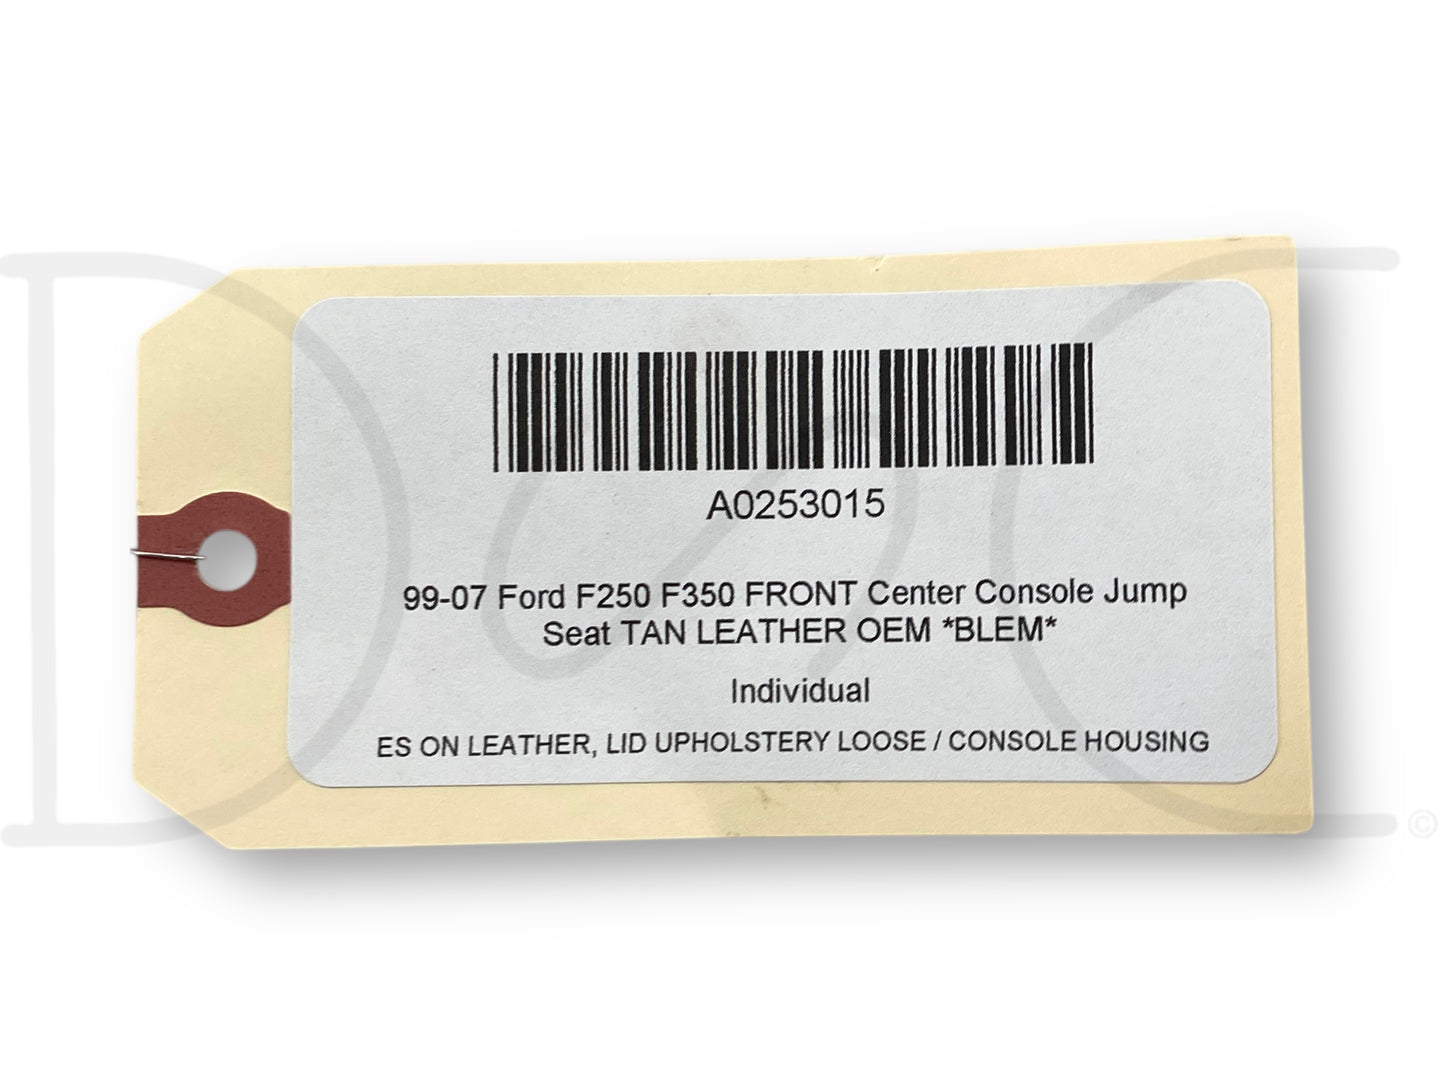 A0253015
99-07 Ford F250 F350 FRONT Center Console Jump
Seat TAN LEATHER OEM *BLEM*
Individual
ES ON LEATHER, LID UPHOLSTERY LOOSE / CONSOLE HOUSING
©